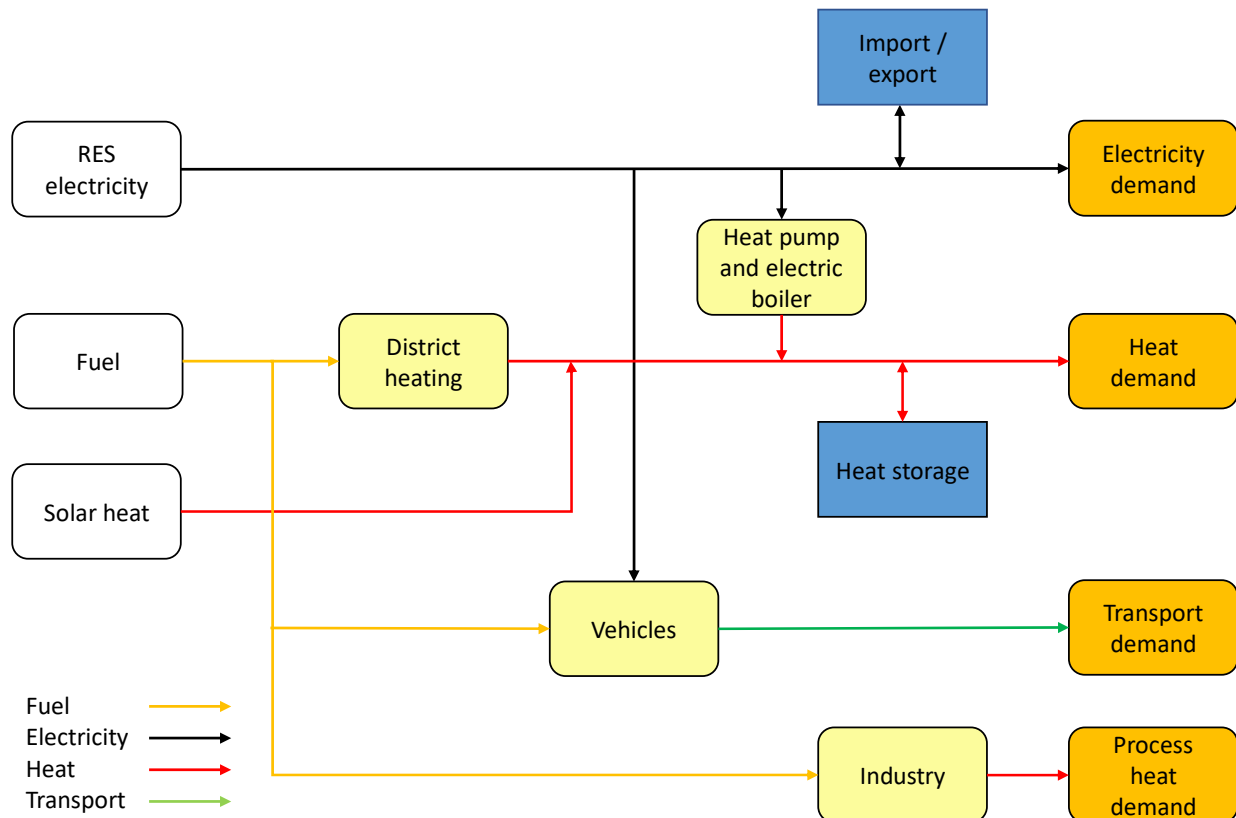 Import /
export
RES
electricity
Electricity
demand
Heat pump
and electric
boiler
Fuel
District
heating
Heat
demand
Solar heat
Heat storage
Vehicles
Transport
demand
Fuel
Electricity
Heat
Transport
Industry
Process
heat
demand